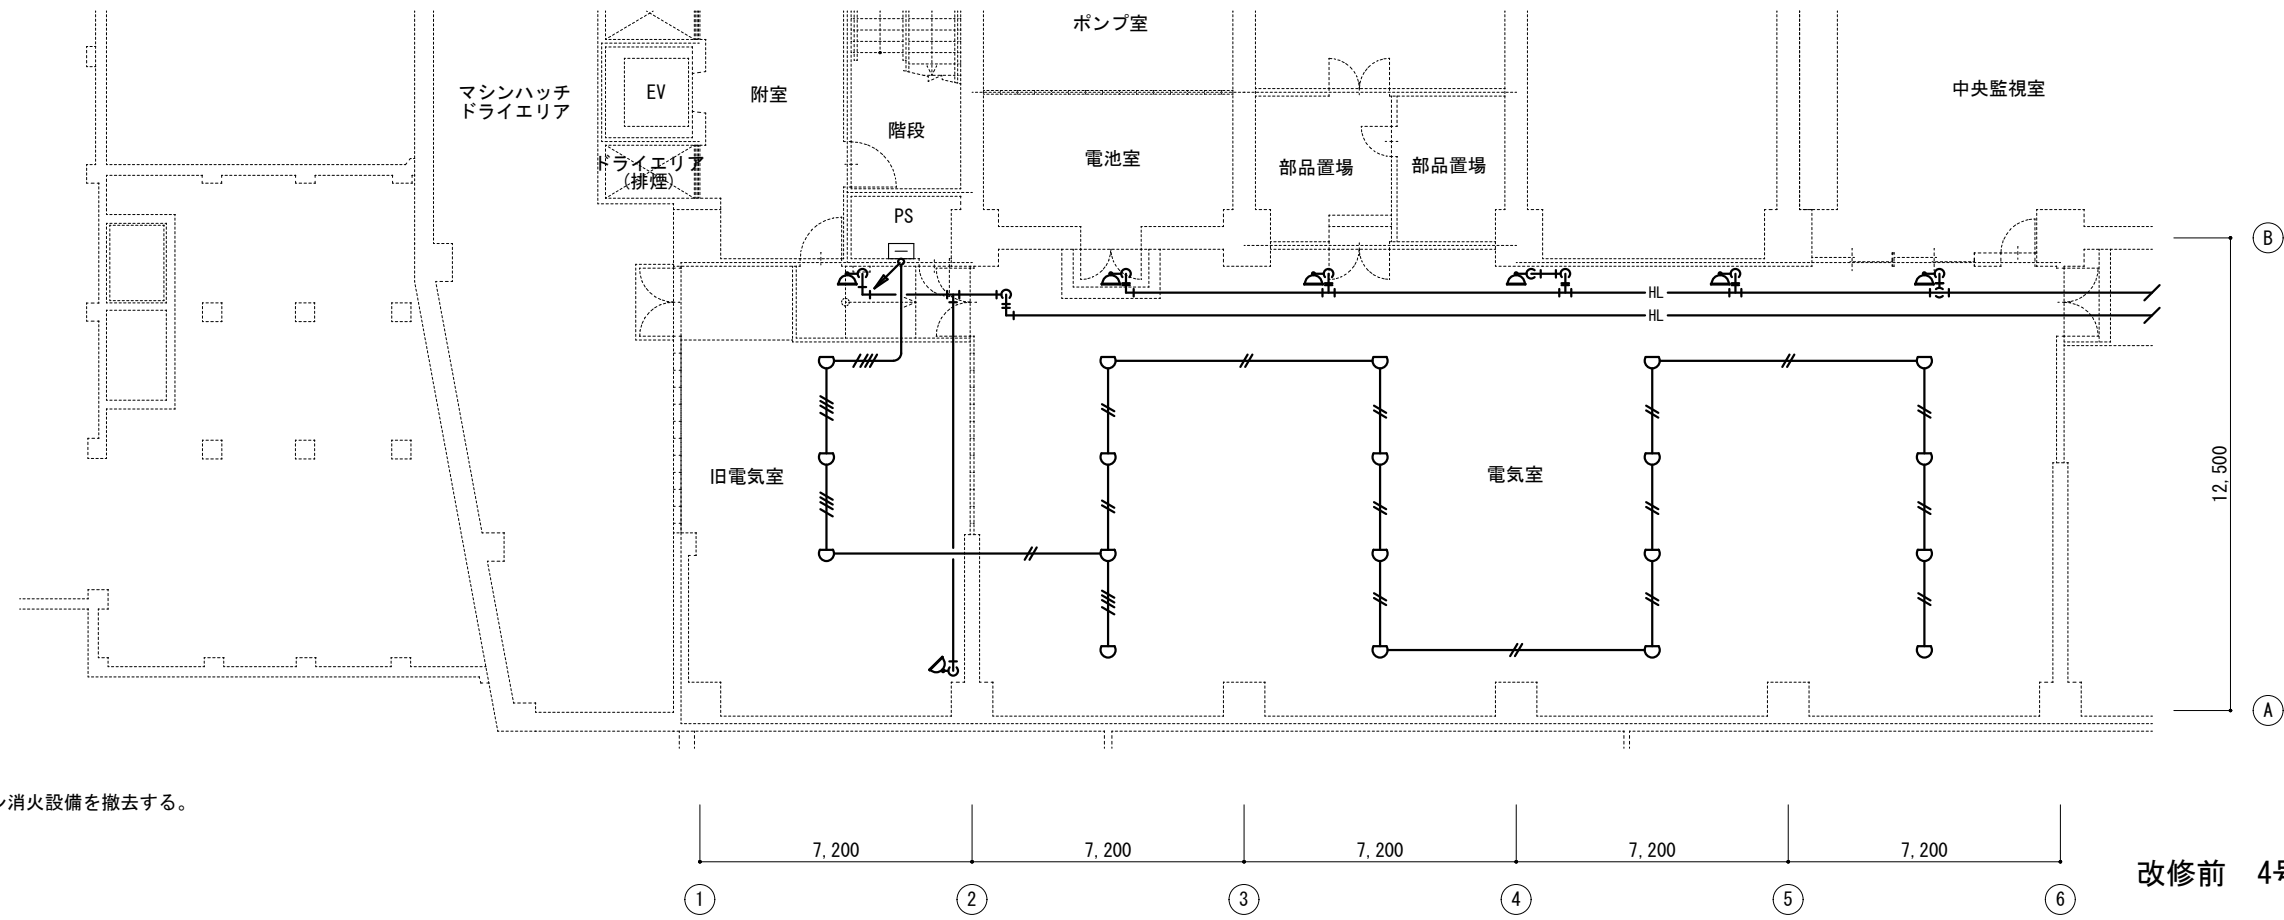 ポンプ室
マシンハッチ
ドライエリア
EV
附室
中央監視室
階段
電池室
部品置場
部品置場
ドライエリア
(排煙)
PS
B
HL
HL
旧電気室
電気室
12,500
A
消火設備を撤去する。
7,200
7,200
7,200
7,200
7,200
改修前 4
1
2
3
4
5
6